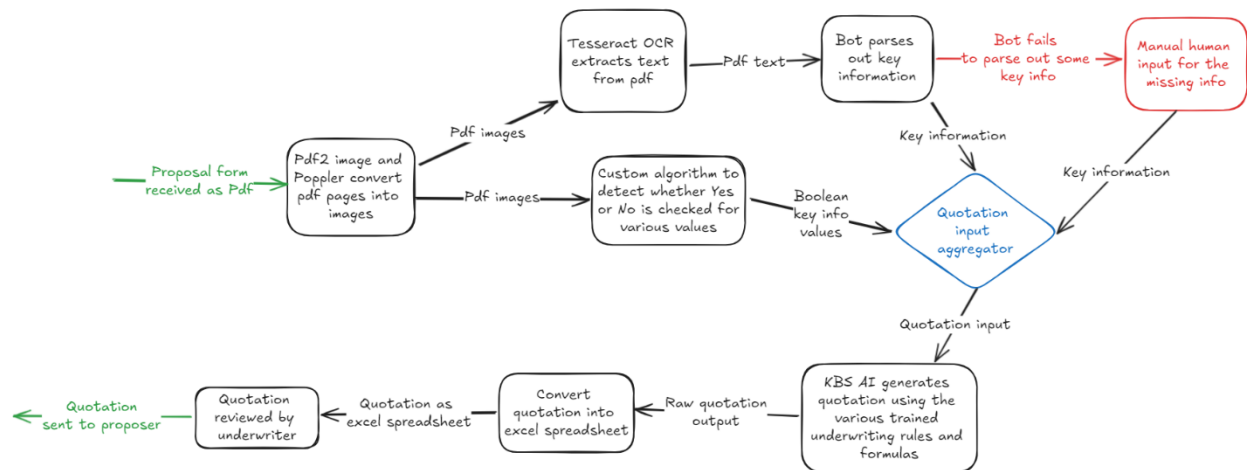 Tesseract OCR
extracts text
from pdf
Pdf text
Bot parses
out key
information
Bot fails
to parse out some
key info
Manual human
input for the
missing info
Pdf images
Key information
Key information
Proposal form
received as Pdf
Pdf2 image and
Poppler convert
pdf pages into
images
Pdf images
Custom algorithm to
detect whether Yes
or No is checked for
various values
Boolean
key info
values
Quotation
input
aggregator
Quotation input
KBS AI generates
quotation using the
various trained
underwriting rules and
formulas
Raw quotation
output
Convert
quotation into
excel spreadsheet
Quotation as
excel spreadsheet
Quotation
reviewed by
underwriter
Quotation
sent to proposer